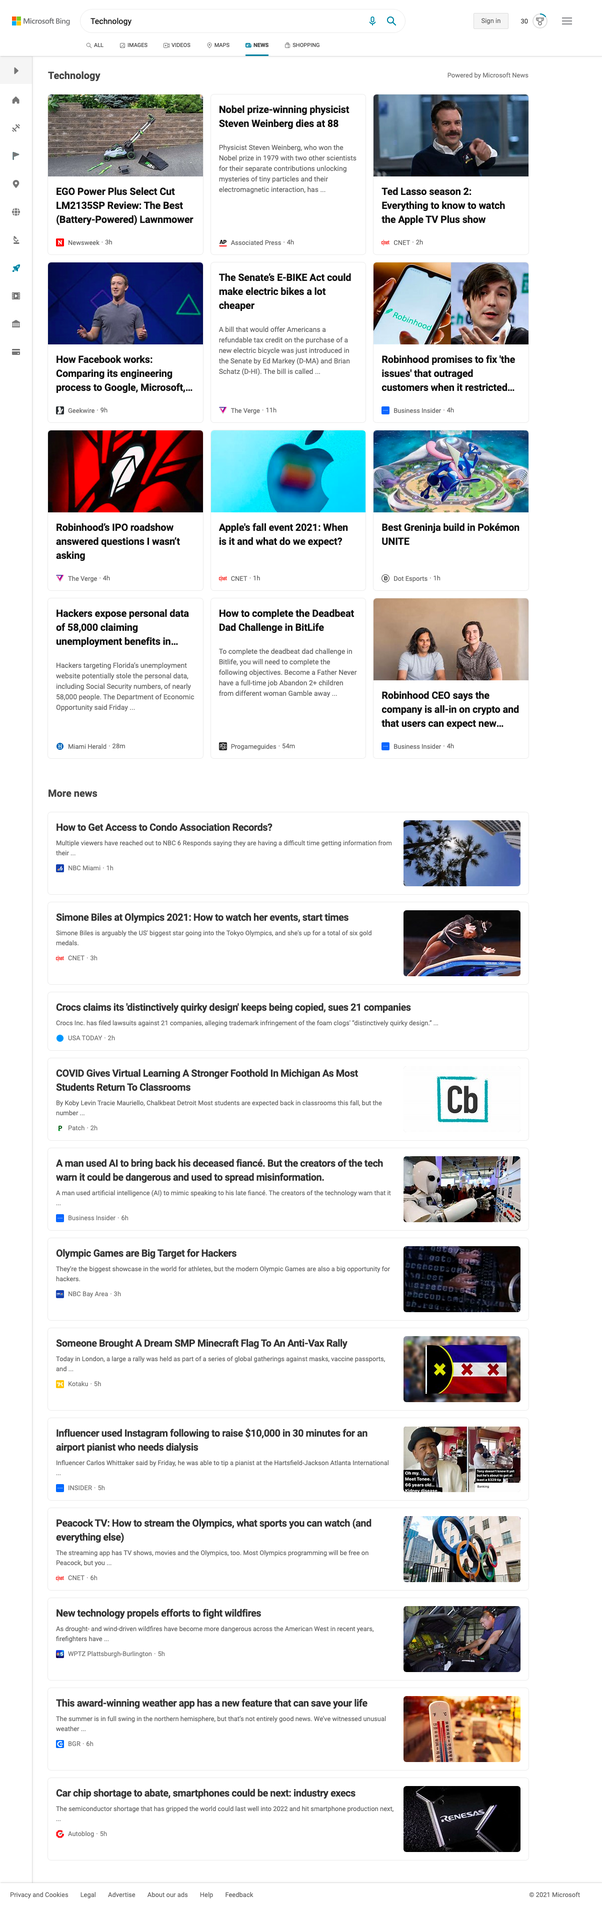 Microsoft Bing
Technology
Sign in
30
ALL
IMAGES
VIDEOS
MAPS
NEWS
SHOPPING
Technology
Powered by Microsoft News
EGO Power Plus Select Cut
LM2135SP Review: The Best
(Battery-Powered) Lawnmower
Newsweek · 3h
Nobel prize-winning physicist
Steven Weinberg dies at 88
Physicist Steven Weinberg, who won the
Nobel prize in 1979 with two other scientists
for their separate contributions unlocking
mysteries of tiny particles and their
electromagnetic interaction, has ...
AP
Associated Press · 4h
Ted Lasso season 2:
Everything to know to watch
the Apple TV Plus show
CNET · 2h
How Facebook works:
Comparing its engineering
process to Google, Microsoft,...
Geekwire · 9h
The Senate's E-BIKE Act could
make electric bikes a lot
cheaper
A bill that would offer Americans a
refundable tax credit on the purchase of a
new electric bicycle was just introduced in
the Senate by Ed Markey (D-MA) and Brian
Schatz (D-HI). The bill is called ...
The Verge · 11h
Robinhood
Robinhood promises to fix 'the
issues' that outraged
customers when it restricted...
Business Insider · 4h
Robinhood's IPO roadshow
answered questions I wasn't
asking
The Verge · 4h
Apple's fall event 2021: When
is it and what do we expect?
CNET · 1h
Best Greninja build in Pokémon
UNITE
Dot Esports · 1h
Hackers expose personal data
of 58,000 claiming
unemployment benefits in...
Hackers targeting Florida's unemployment
website potentially stole the personal data,
including Social Security numbers, of nearly
58,000 people. The Department of Economic
Opportunity said Friday ...
Miami Herald · 28m
How to complete the Deadbeat
Dad Challenge in BitLife
To complete the deadbeat dad challenge in
Bitlife, you will need to complete the
following objectives. Become a Father Never
have a full-time job Abandon 2+ children
from different woman Gamble away ...
Progameguides · 54m
Robinhood CEO says the
company is all-in on crypto and
that users can expect new...
Business Insider · 4h
More news
How to Get Access to Condo Association Records?
Multiple viewers have reached out to NBC 6 Responds saying they are having a difficult time getting information from
their ...
NBC Miami · 1h
Simone Biles at Olympics 2021: How to watch her events, start times
Simone Biles is arguably the US' biggest star going into the Tokyo Olympics, and she's up for a total of six gold
medals.
CNET · 3h
Crocs claims its 'distinctively quirky design' keeps being copied, sues 21 companies
Crocs Inc. has filed lawsuits against 21 companies, alleging trademark infringement of the foam clogs' "distinctively quirky design." ...
USA TODAY · 2h
COVID Gives Virtual Learning A Stronger Foothold In Michigan As Most
Students Return To Classrooms
By Koby Levin Tracie Mauriello, Chalkbeat Detroit Most students are expected back in classrooms this fall, but the
number ...
P
Patch · 2h
Cb
A man used AI to bring back his deceased fiancé. But the creators of the tech
warn it could be dangerous and used to spread misinformation.
A man used artificial intelligence (AI) to mimic speaking to his late fiancé. The creators of the technology warn that it
...
Business Insider · 6h
Olympic Games are Big Target for Hackers
They're the biggest showcase in the world for athletes, but the modern Olympic Games are also a big opportunity for
hackers.
NBC Bay Area · 3h
Someone Brought A Dream SMP Minecraft Flag To An Anti-Vax Rally
Today in London, a large a rally was held as part of a series of global gatherings against masks, vaccine passports,
and ...
Kotaku · 5h
Influencer used Instagram following to raise $10,000 in 30 minutes for an
airport pianist who needs dialysis
Influencer Carlos Whittaker said by Friday, he was able to tip a pianist at the Hartsfield-Jackson Atlanta International
...
INSIDER · 5h
Oh my.
Meet Tonee.
66 years old...
Kidney disease
Peacock TV: How to stream the Olympics, what sports you can watch (and
everything else)
The streaming app has TV shows, movies and the Olympics, too. Most Olympics programming will be free on
Peacock, but you ...
CNET · 6h
New technology propels efforts to fight wildfires
As drought- and wind-driven wildfires have become more dangerous across the American West in recent years,
firefighters have ...
WPTZ Plattsburgh-Burlington · 5h
This award-winning weather app has a new feature that can save your life
The summer is in full swing in the northern hemisphere, but that's not entirely good news. We've witnessed unusual
weather ...
BGR · 6h
Car chip shortage to abate, smartphones could be next: industry execs
The semiconductor shortage that has gripped the world could last well into 2022 and hit smartphone production next,
...
Autoblog · 5h
RENESAS
Privacy and Cookies
Legal
Advertise
About our ads
Help
Feedback
© 2021 Microsoft